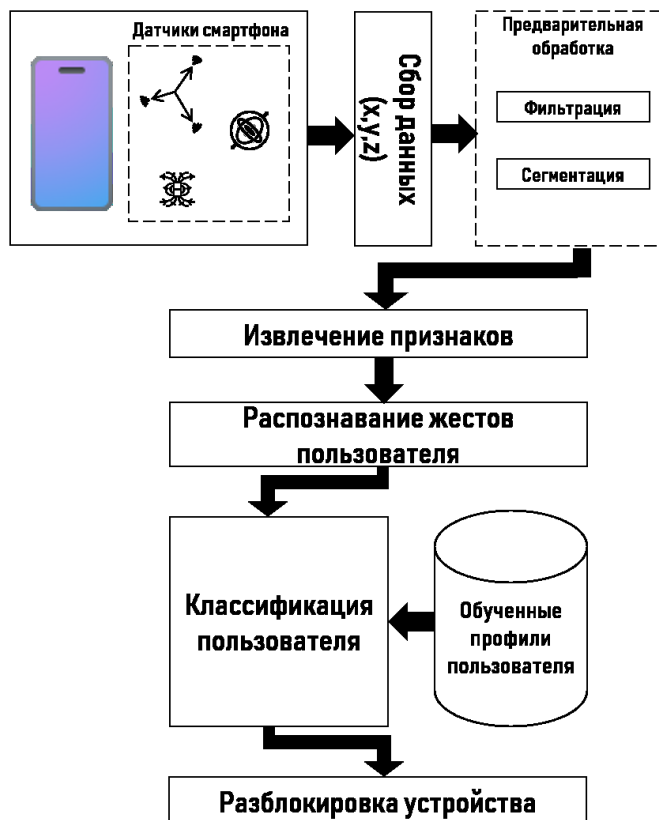 Датчики смартфона
Сбор данных
(x,y,z)
Предварительная
обработка
Фильтрация
Сегментация
Извлечение признаков
Распознавание жестов
пользователя
Классификация
пользователя
Обученные
профили
пользователя
Разблокировка устройства